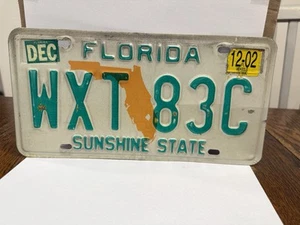 DEC FLORIDA 12-02
WXT 83C
SUNSHINE STATE